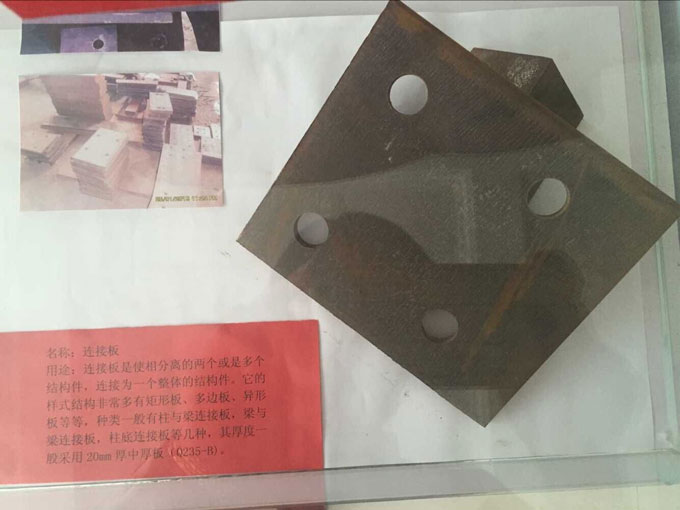 名称：连接板
用途：连接板是使相分离的两个或是多个
结构件，连接为一个整体的结构件。它的
样式结构非常多有矩形板、多边板、异形
板等等，种类一般有柱与梁连接板，梁与
梁连接板，柱底连接板等几种，其厚度一
般采用 20mm 厚中厚板（Q235-B）。